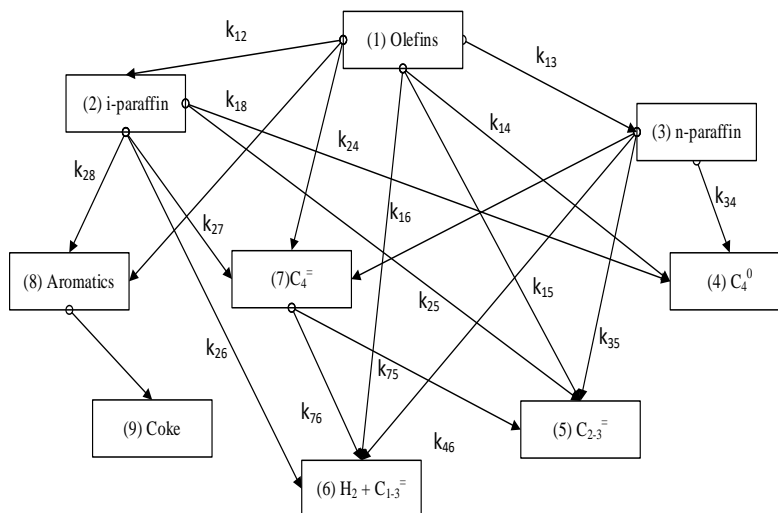 k₁₂
(1) Olefins
k₁₃
(2) i-paraffin
k₁₈
k₁₄
(3) n-paraffin
k₂₄
k₂₈
k₂₇
k₁₆
k₃₄
(8) Aromatics
(7)C₄⁼
(4) C₄⁰
k₂₅
k₁₅
k₃₅
k₂₆
k₇₅
(9) Coke
k₇₆
k₄₆
(5) C₂₋₃⁼
(6) H₂ + C₁₋₃⁼